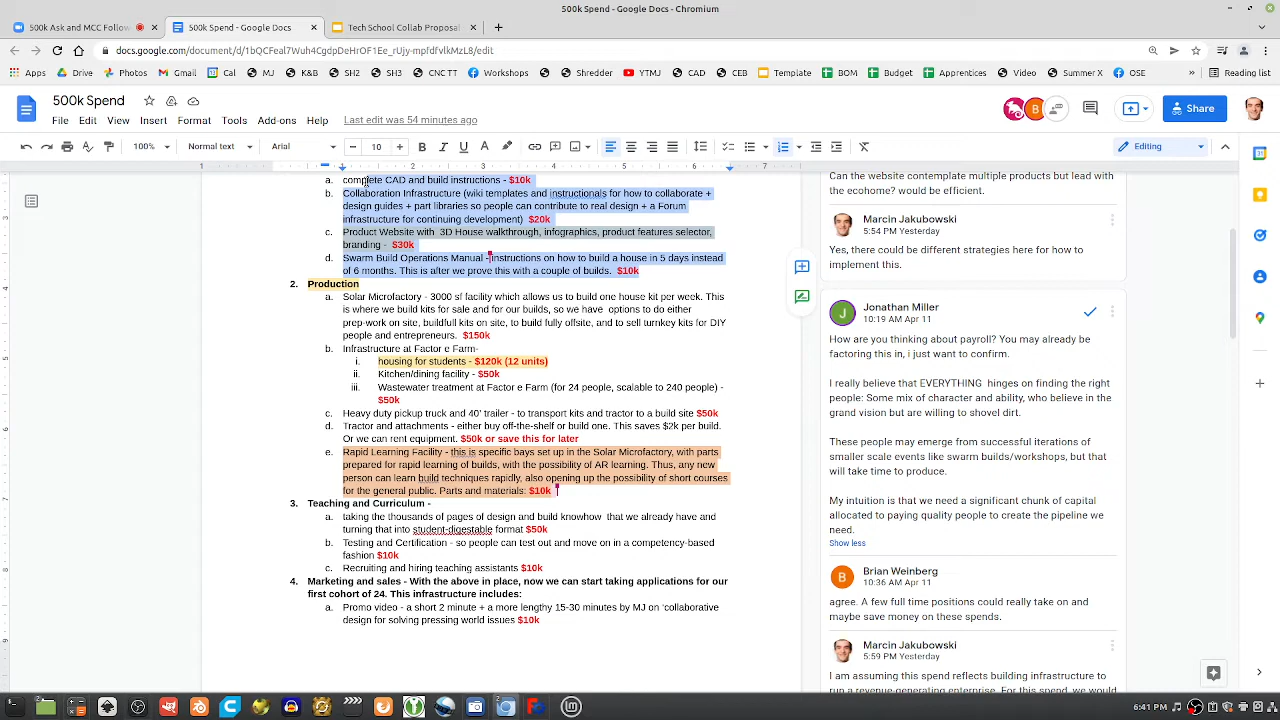 500k Spend - Google Docs - Chromium
500k Ask and MCC Follow
500k Spend - Google Docs
Tech School Collab Proposal
docs.google.com/document/d/1bQCFeal7Wuh4CgdpDeHrOF1Ee_rUjy-mpfdfvlkMzL8/edit
Apps Drive Photos Gmail Cal MJ K&B SH2 SH3 CNC TT Workshops Shredder YTMJ CAD CEB Template BOM Budget Apprentices Video Summer X OSE » Reading list
500k Spend
File Edit View Insert Format Tools Add-ons Help Last edit was 54 minutes ago
Share
100% Normal text Arial 10 Editing
a. complete CAD and build instructions - $10k
b. Collaboration Infrastructure (wiki templates and instructionals for how to collaborate +
design guides + part libraries so people can contribute to real design + a Forum
infrastructure for continuing development) $20k
c. Product Website with 3D House walkthrough, infographics, product features selector,
branding - $30k
d. Swarm Build Operations Manual -instructions on how to build a house in 5 days instead
of 6 months. This is after we prove this with a couple of builds. $10k
2. Production
a. Solar Microfactory - 3000 sf facility which allows us to build one house kit per week. This
is where we build kits for sale and for our builds, so we have options to do either
prep-work on site, buildfull kits on site, to build fully offsite, and to sell turnkey kits for DIY
people and entrepreneurs. $150k
b. Infrastructure at Factor e Farm-
i. housing for students - $120k (12 units)
ii. Kitchen/dining facility - $50k
iii. Wastewater treatment at Factor e Farm (for 24 people, scalable to 240 people) -
$50k
c. Heavy duty pickup truck and 40' trailer - to transport kits and tractor to a build site $50k
d. Tractor and attachments - either buy off-the-shelf or build one. This saves $2k per build.
Or we can rent equipment. $50k or save this for later
e. Rapid Learning Facility - this is specific bays set up in the Solar Microfactory, with parts
prepared for rapid learning of builds, with the possibility of AR learning. Thus, any new
person can learn build techniques rapidly, also opening up the possibility of short courses
for the general public. Parts and materials: $10k
3. Teaching and Curriculum -
a. taking the thousands of pages of design and build knowhow that we already have and
turning that into student-digestable format $50k
b. Testing and Certification - so people can test out and move on in a competency-based
fashion $10k
c. Recruiting and hiring teaching assistants $10k
4. Marketing and sales - With the above in place, now we can start taking applications for our
first cohort of 24. This infrastructure includes:
a. Promo video - a short 2 minute + a more lengthy 15-30 minutes by MJ on 'collaborative
design for solving pressing world issues $10k
Can the website contemplate multiple products but lead with
the ecohome? would be efficient.
Marcin Jakubowski
5:54 PM Yesterday
Yes, there could be different strategies here for how to
implement this.
J
Jonathan Miller
10:19 AM Apr 11
How are you thinking about payroll? You may already be
factoring this in, i just want to confirm.
I really believe that EVERYTHING hinges on finding the right
people: Some mix of character and ability, who believe in the
grand vision but are willing to shovel dirt.
These people may emerge from successful iterations of
smaller scale events like swarm builds/workshops, but that
will take time to produce.
My intuition is that we need a significant chunk of capital
allocated to paying quality people to create the pipeline we
need.
Show less
B
Brian Weinberg
10:36 AM Apr 11
agree. A few full time positions could really take on and
maybe save money on these spends.
Marcin Jakubowski
5:59 PM Yesterday
I am assuming this spend reflects building infrastructure to
run a revenue-generating enterprise. For this spend, we would
6:41 PM